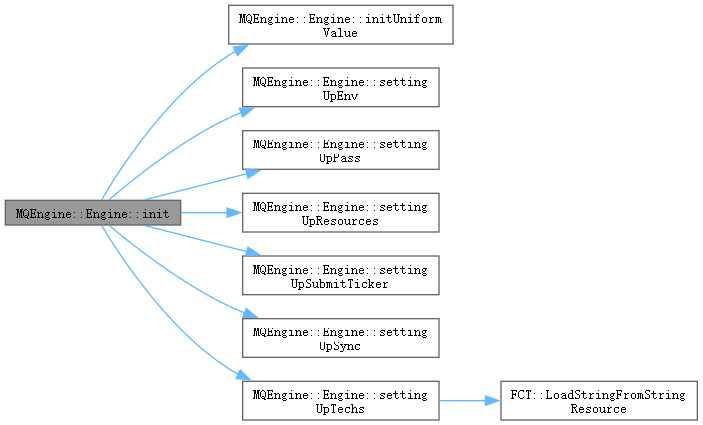 MQEngine::Engine::initUniform
Value
MQEngine::Engine::setting
UpEnv
MQEngine::Engine::setting
UpPass
MQEngine::Engine::init
MQEngine::Engine::setting
UpResources
MQEngine::Engine::setting
UpSubmitTicker
MQEngine::Engine::setting
UpSync
MQEngine::Engine::setting
UpTechs
FCT::LoadStringFromString
Resource